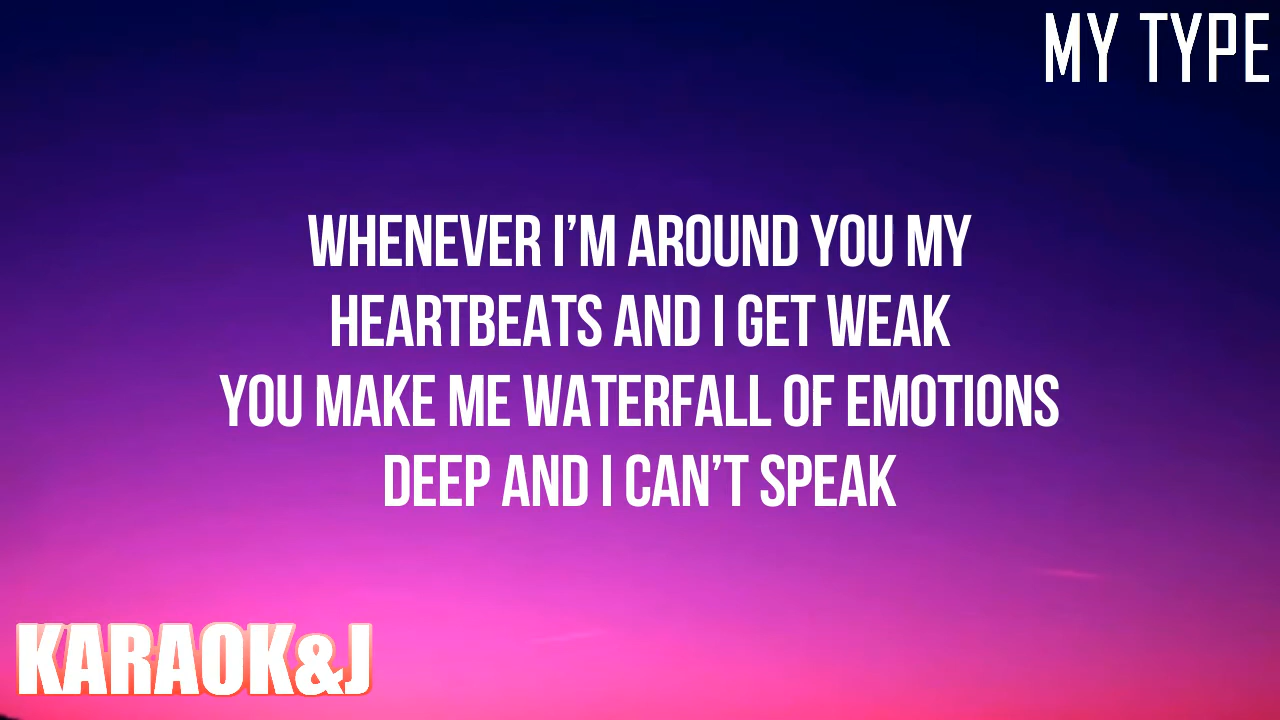 MY TYPE
WHENEVER I’M AROUND YOU MY
HEARTBEATS AND I GET WEAK
YOU MAKE ME WATERFALL OF EMOTIONS
DEEP AND I CAN’T SPEAK
KARAOK&J